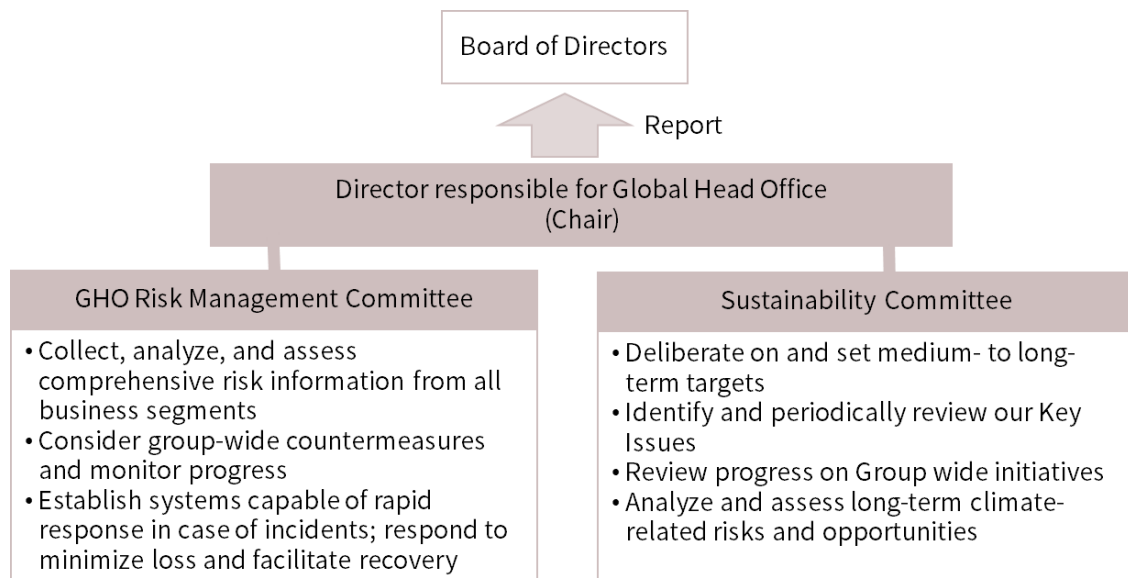 Board of Directors
Report
Director responsible for Global Head Office
(Chair)
GHO Risk Management Committee
• Collect, analyze, and assess
comprehensive risk information from all
business segments
• Consider group-wide countermeasures
and monitor progress
• Establish systems capable of rapid
response in case of incidents; respond to
minimize loss and facilitate recovery
Sustainability Committee
• Deliberate on and set medium- to long-
term targets
• Identify and periodically review our Key
Issues
• Review progress on Group wide initiatives
• Analyze and assess long-term climate-
related risks and opportunities